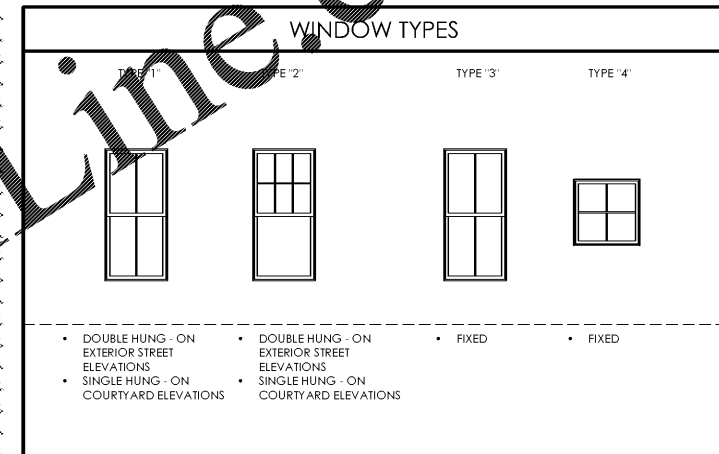 WINDOW TYPES
TYPE "1" TYPE "2" TYPE "3" TYPE "4"
• DOUBLE HUNG - ON
EXTERIOR STREET
ELEVATIONS
• SINGLE HUNG - ON
COURTYARD ELEVATIONS
• DOUBLE HUNG - ON
EXTERIOR STREET
ELEVATIONS
• SINGLE HUNG - ON
COURTYARD ELEVATIONS
• FIXED
• FIXED
Line.